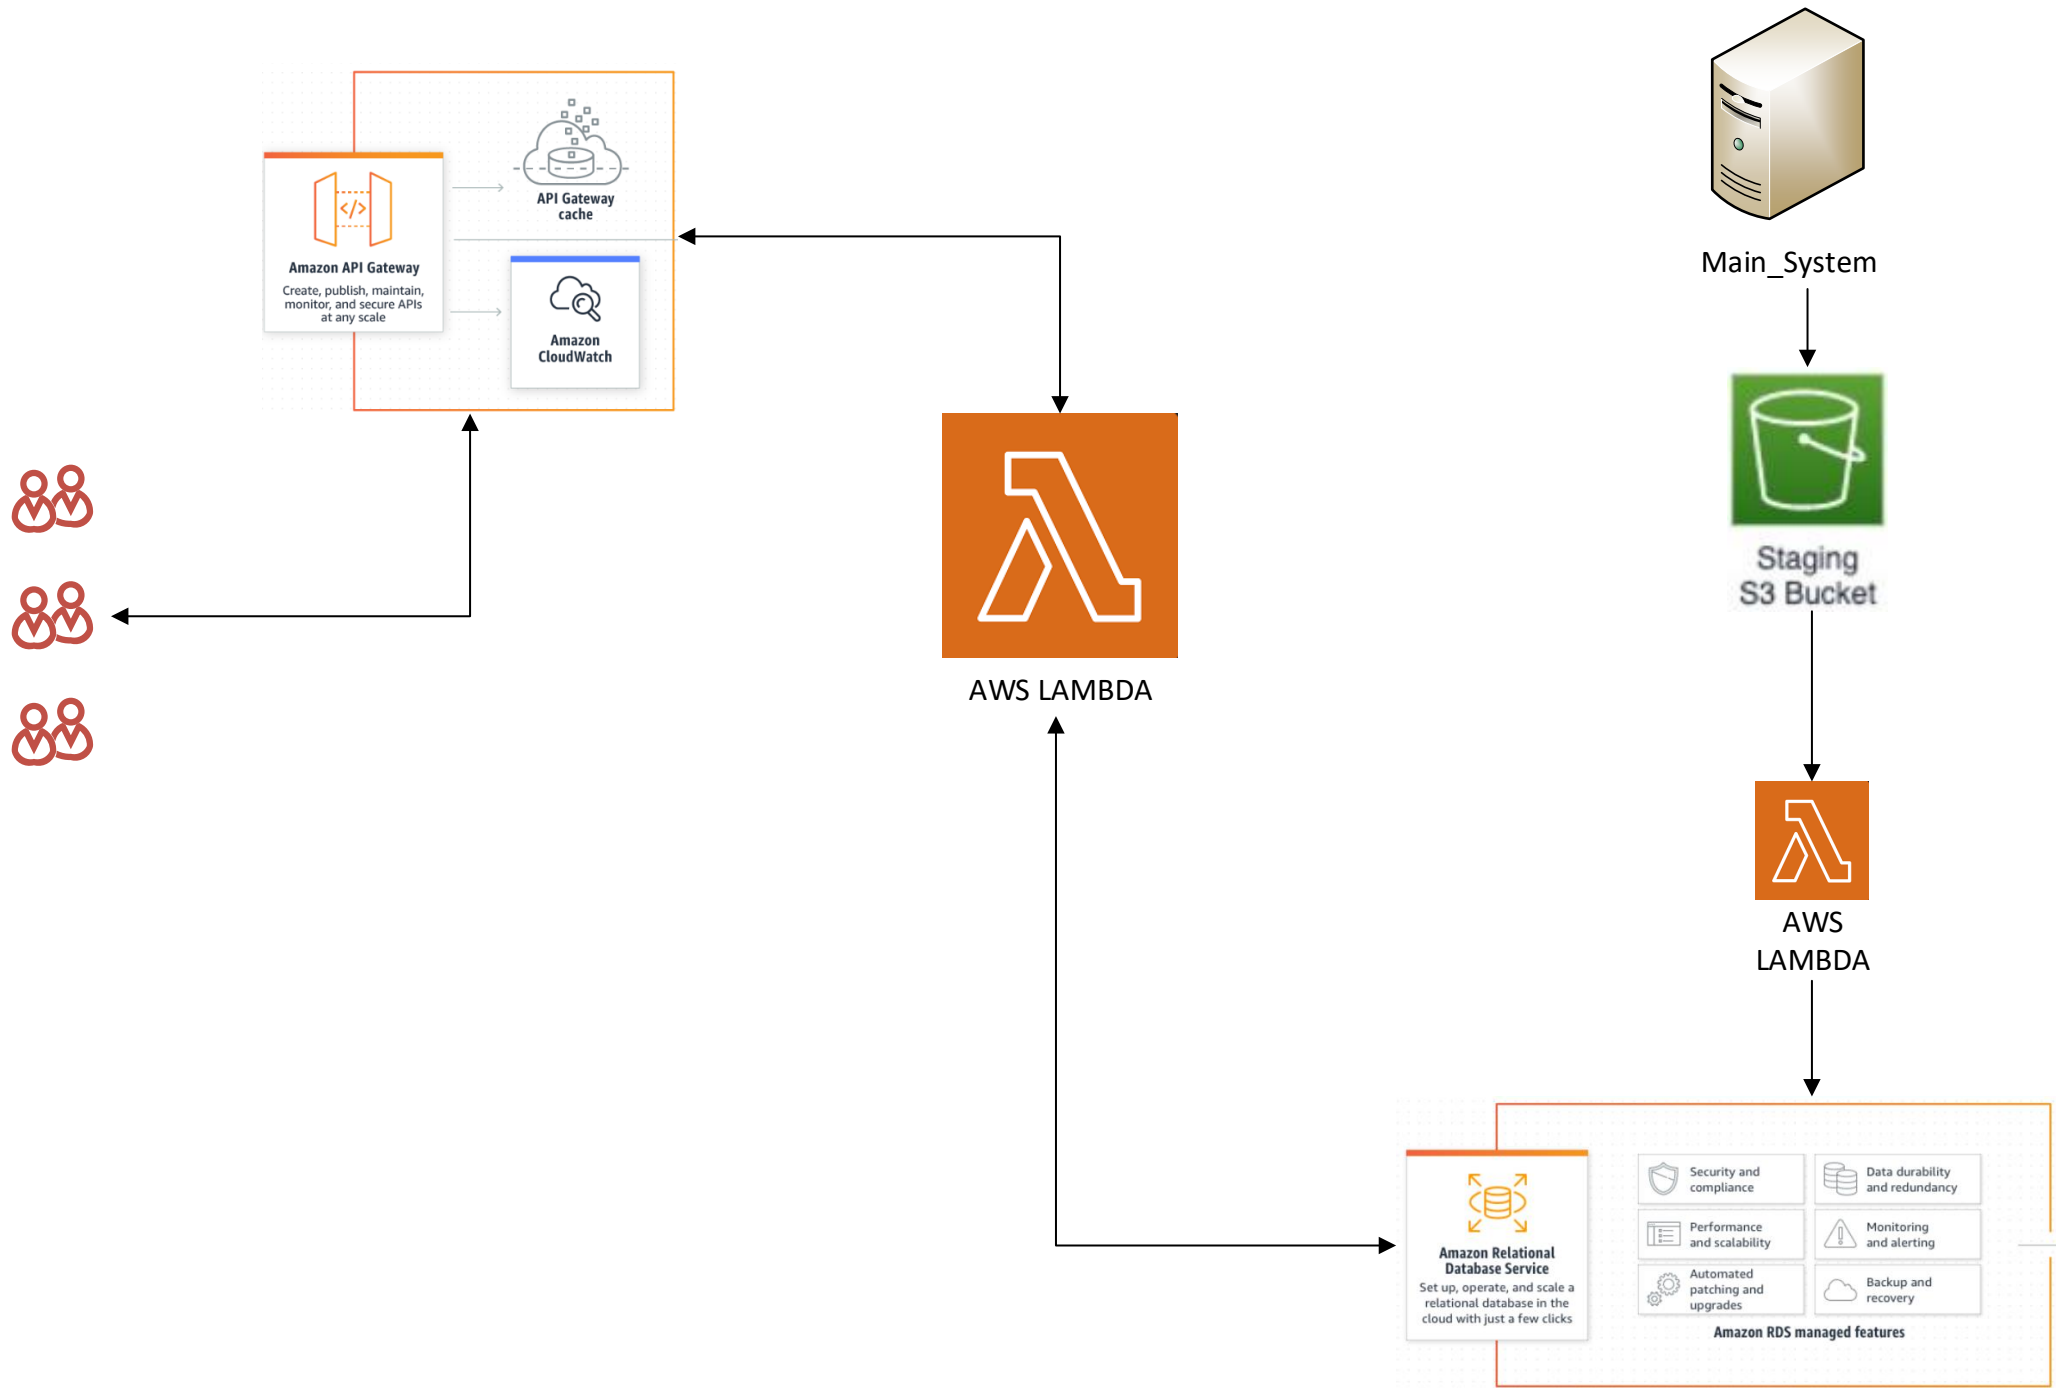 API Gateway
cache
</>
Amazon API Gateway
Create, publish, maintain,
monitor, and secure APIs
at any scale
Amazon
CloudWatch
Main_System
Staging
S3 Bucket
AWS LAMBDA
AWS
LAMBDA
Amazon Relational
Database Service
Set up, operate, and scale a
relational database in the
cloud with just a few clicks
Security and
compliance
Data durability
and redundancy
Performance
and scalability
Monitoring
and alerting
Automated
patching and
upgrades
Backup and
recovery
Amazon RDS managed features